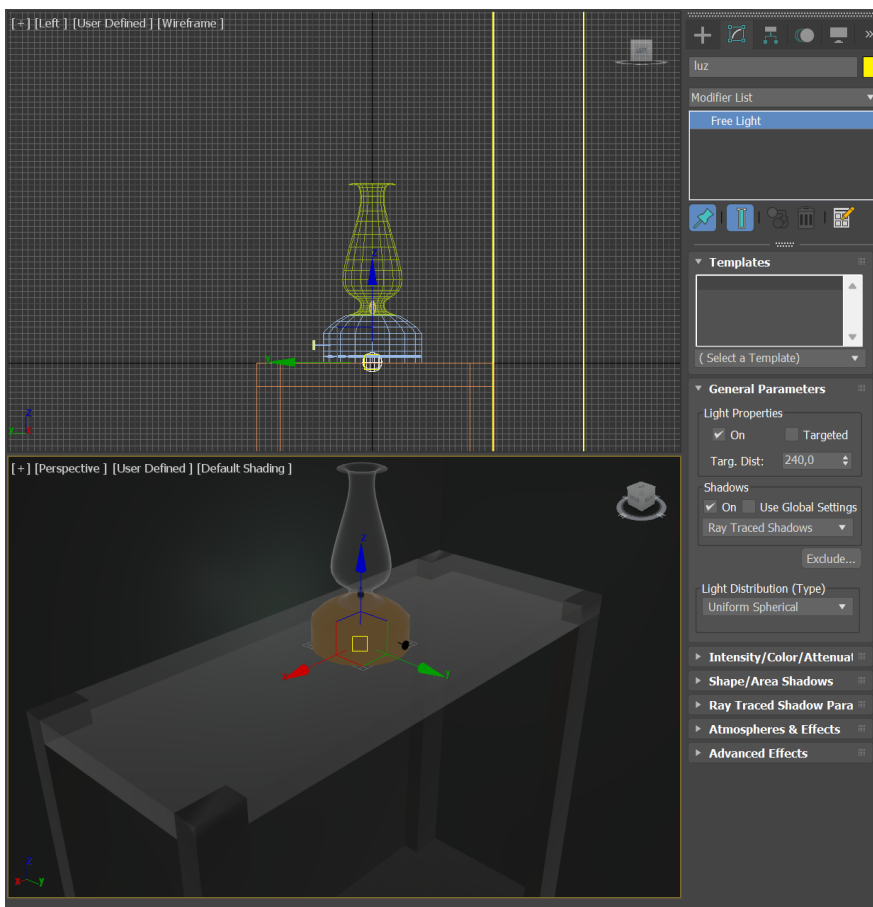 [+] [Left ] [User Defined ] [Wireframe ]
LEFT
z
y
z
y
x
luz
Modifier List
Free Light
Templates
( Select a Template)
General Parameters
Light Properties
On Targeted
Targ. Dist: 240,0
Shadows
On Use Global Settings
Ray Traced Shadows
Exclude...
Light Distribution (Type)
Uniform Spherical
Intensity/Color/Attenuat
Shape/Area Shadows
Ray Traced Shadow Para
Atmospheres & Effects
Advanced Effects
[+] [Perspective ] [User Defined ] [Default Shading ]
z
x
y
z
x
y